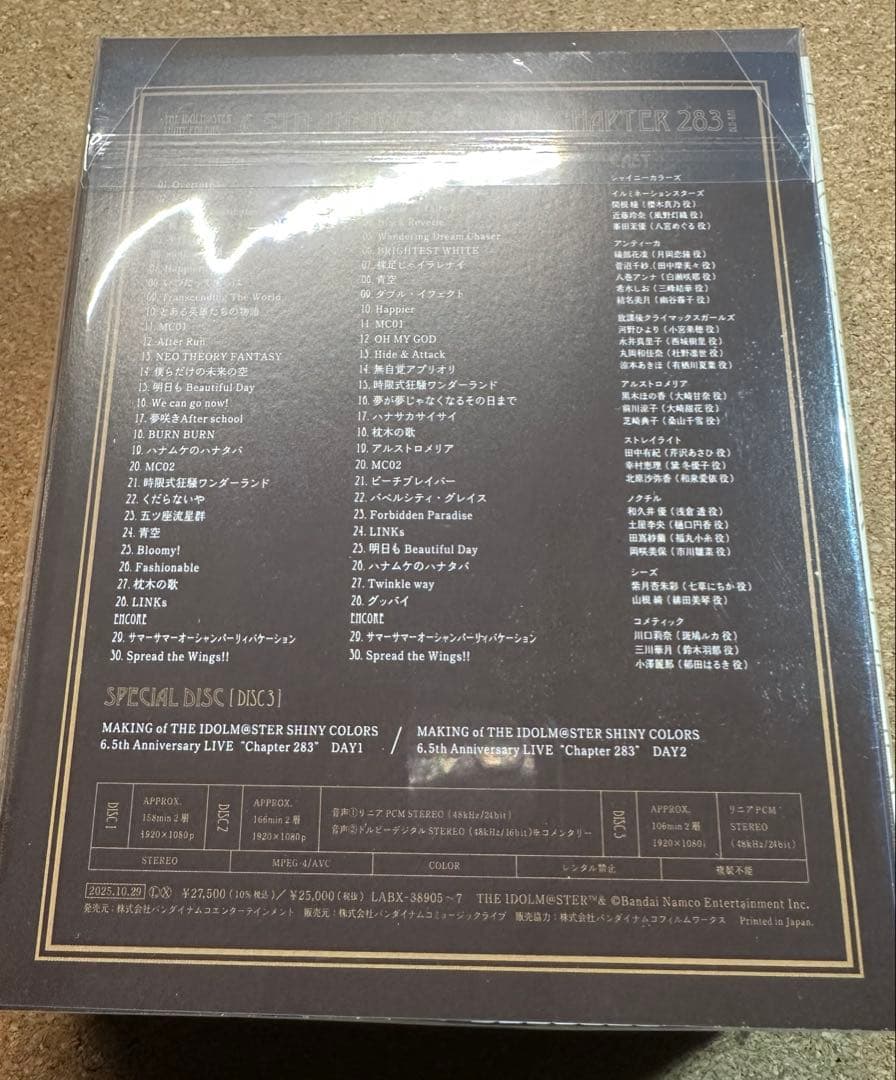 THE IDOLM@STER
SHINY COLORS
CHAPTER 283
CAST
シャイニーカラーズ
01. Overture
Reverie
05. Wandering Dream Chaser
06. BRIGHTEST WHITE
07. Happier
07. 裸足じゃイラレナイ
08. 青空
09. Transcending The World
09. ダブル・イフェクト
10. とある英雄たちの物語
10. Happier
11. MC01
11. MC01
12. After Run
12. OH MY GOD
13. NEO THEORY FANTASY
13. Hide & Attack
14. 僕らだけの未来の空
14. 無自覚アプリオリ
15. 明日も Beautiful Day
15. 時限式狂騒ワンダーランド
16. We can go now!
16. 夢が夢じゃなくなるその日まで
17. 夢咲きAfter school
17. ハナサカサイサイ
18. BURN BURN
18. 枕木の歌
19. ハナムケのハナタバ
19. アルストロメリア
20. MC02
20. MC02
21. 時限式狂騒ワンダーランド
21. ピーチブレイバー
22. くだらないや
22. バベルシティ・グレイス
23. 五ツ座流星群
23. Forbidden Paradise
24. 青空
24. LINKs
25. Bloomy!
25. 明日も Beautiful Day
26. Fashionable
26. ハナムケのハナタバ
27. 枕木の歌
27. Twinkle way
28. LINKs
28. グッバイ
ENCORE
ENCORE
29. サマーサマーオーシャンパーリィバケーション
29. サマーサマーオーシャンパーリィバケーション
30. Spread the Wings!!
30. Spread the Wings!!
イルミネーションスターズ
関根 瞳（櫻木真乃 役）
近藤玲奈（風野灯織 役）
峯田茉優（八宮めぐる 役）
アンティーカ
礒部花凜（月岡恋鐘 役）
菅沼千紗（田中摩美々 役）
八巻アンナ（白瀬咲耶 役）
希水しお（三峰結華 役）
結名美月（幽谷霧子 役）
放課後クライマックスガールズ
河野ひより（小宮果穂 役）
永井真里子（西城樹里 役）
丸岡和佳奈（杜野凛世 役）
涼本あきほ（有栖川夏葉 役）
アルストロメリア
黒木ほの香（大崎甘奈 役）
前川涼子（大崎甜花 役）
芝崎典子（桑山千雪 役）
ストレイライト
田中有紀（芹沢あさひ 役）
幸村恵理（黛 冬優子 役）
北原沙弥香（和泉愛依 役）
ノクチル
和久井 優（浅倉 透 役）
土屋李央（樋口円香 役）
田嶌紗蘭（福丸小糸 役）
岡咲美保（市川雛菜 役）
シーズ
紫月杏朱彩（七草にちか 役）
山根 綺（緋田美琴 役）
コメティック
川口莉奈（斑鳩ルカ 役）
三川華月（鈴木羽那 役）
小澤麗那（郁田はるき 役）
SPECIAL DISC [DISC 3]
MAKING of THE IDOLM@STER SHINY COLORS
6.5th Anniversary LIVE “Chapter 283” DAY1
/
MAKING of THE IDOLM@STER SHINY COLORS
6.5th Anniversary LIVE “Chapter 283” DAY2
DISC 1
APPROX.
158min 2層
1920×1080p
DISC 2
APPROX.
166min 2層
1920×1080p
音声①リニアPCM STEREO（48kHz/24bit）
音声②ドルビーデジタル STEREO（48kHz/16bit）※コメンタリー
DISC 3
APPROX.
106min 2層
1920×1080i
リニアPCM
STEREO
（48kHz/24bit）
STEREO
MPEG-4/AVC
COLOR
レンタル禁止
複製不能
2025.10.29 Ⓛ Ⓧ ¥27,500（10%税込）／¥25,000（税抜） LABX-38905～7 THE IDOLM@STER™& ©Bandai Namco Entertainment Inc.
発売元：株式会社バンダイナムコエンターテインメント 販売元：株式会社バンダイナムコミュージックライブ 販売協力：株式会社バンダイナムコフィルムワークス Printed in Japan.